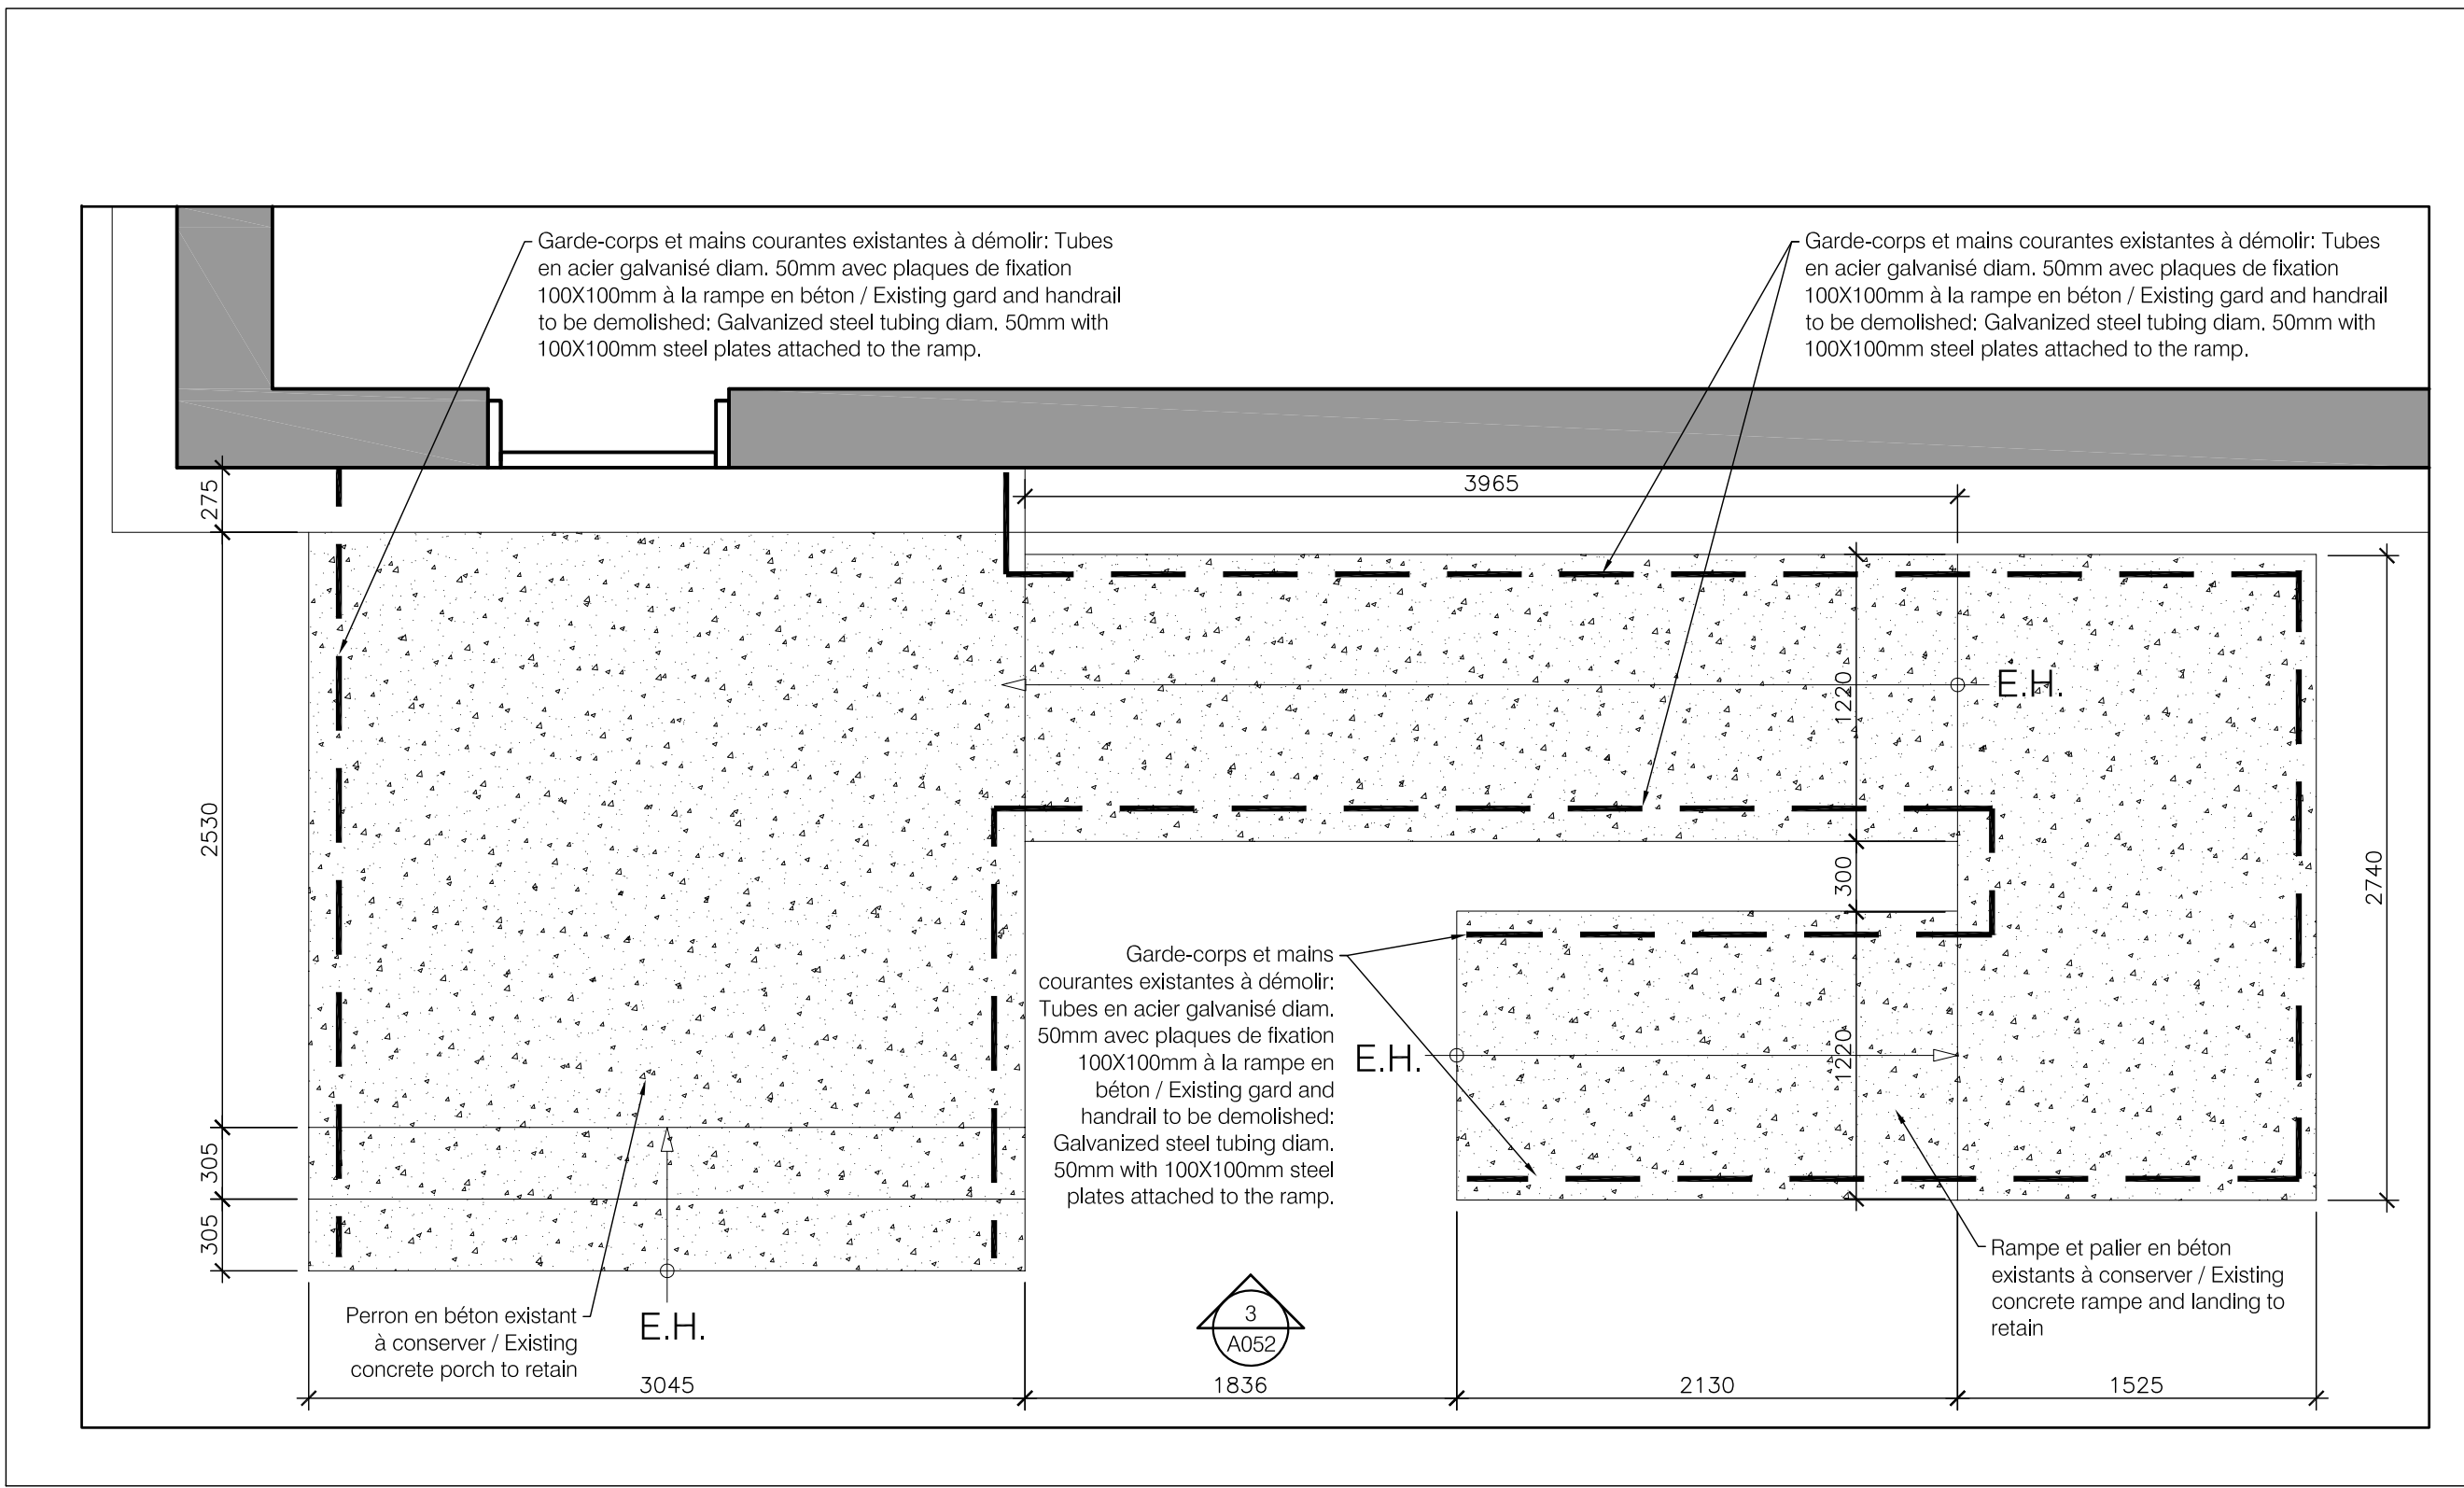 Garde-corps et mains courantes existantes à démolir: Tubes
en acier galvanisé diam. 50mm avec plaques de fixation
100X100mm à la rampe en béton / Existing gard and handrail
to be demolished: Galvanized steel tubing diam. 50mm with
100X100mm steel plates attached to the ramp.
Garde-corps et mains courantes existantes à démolir: Tubes
en acier galvanisé diam. 50mm avec plaques de fixation
100X100mm à la rampe en béton / Existing gard and handrail
to be demolished: Galvanized steel tubing diam. 50mm with
100X100mm steel plates attached to the ramp.
275
3965
2530
1220
E.H.
300
2740
Garde-corps et mains
courantes existantes à démolir:
Tubes en acier galvanisé diam.
50mm avec plaques de fixation
100X100mm à la rampe en
béton / Existing gard and
handrail to be demolished:
Galvanized steel tubing diam.
50mm with 100X100mm steel
plates attached to the ramp.
E.H.
1220
305
305
Perron en béton existant
à conserver / Existing
concrete porch to retain
E.H.
3
A052
Rampe et palier en béton
existants à conserver / Existing
concrete rampe and landing to
retain
3045
1836
2130
1525